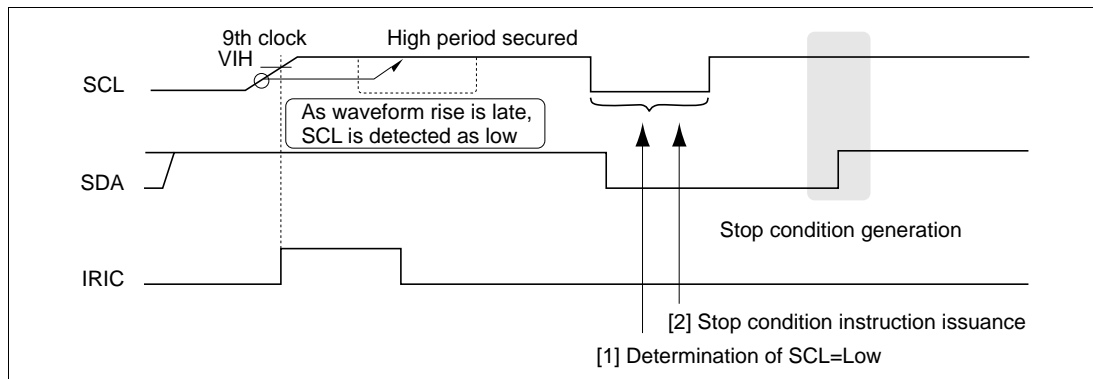 9th clock
VIH
High period secured
SCL
As waveform rise is late,
SCL is detected as low
SDA
Stop condition generation
IRIC
[2] Stop condition instruction issuance
[1] Determination of SCL=Low